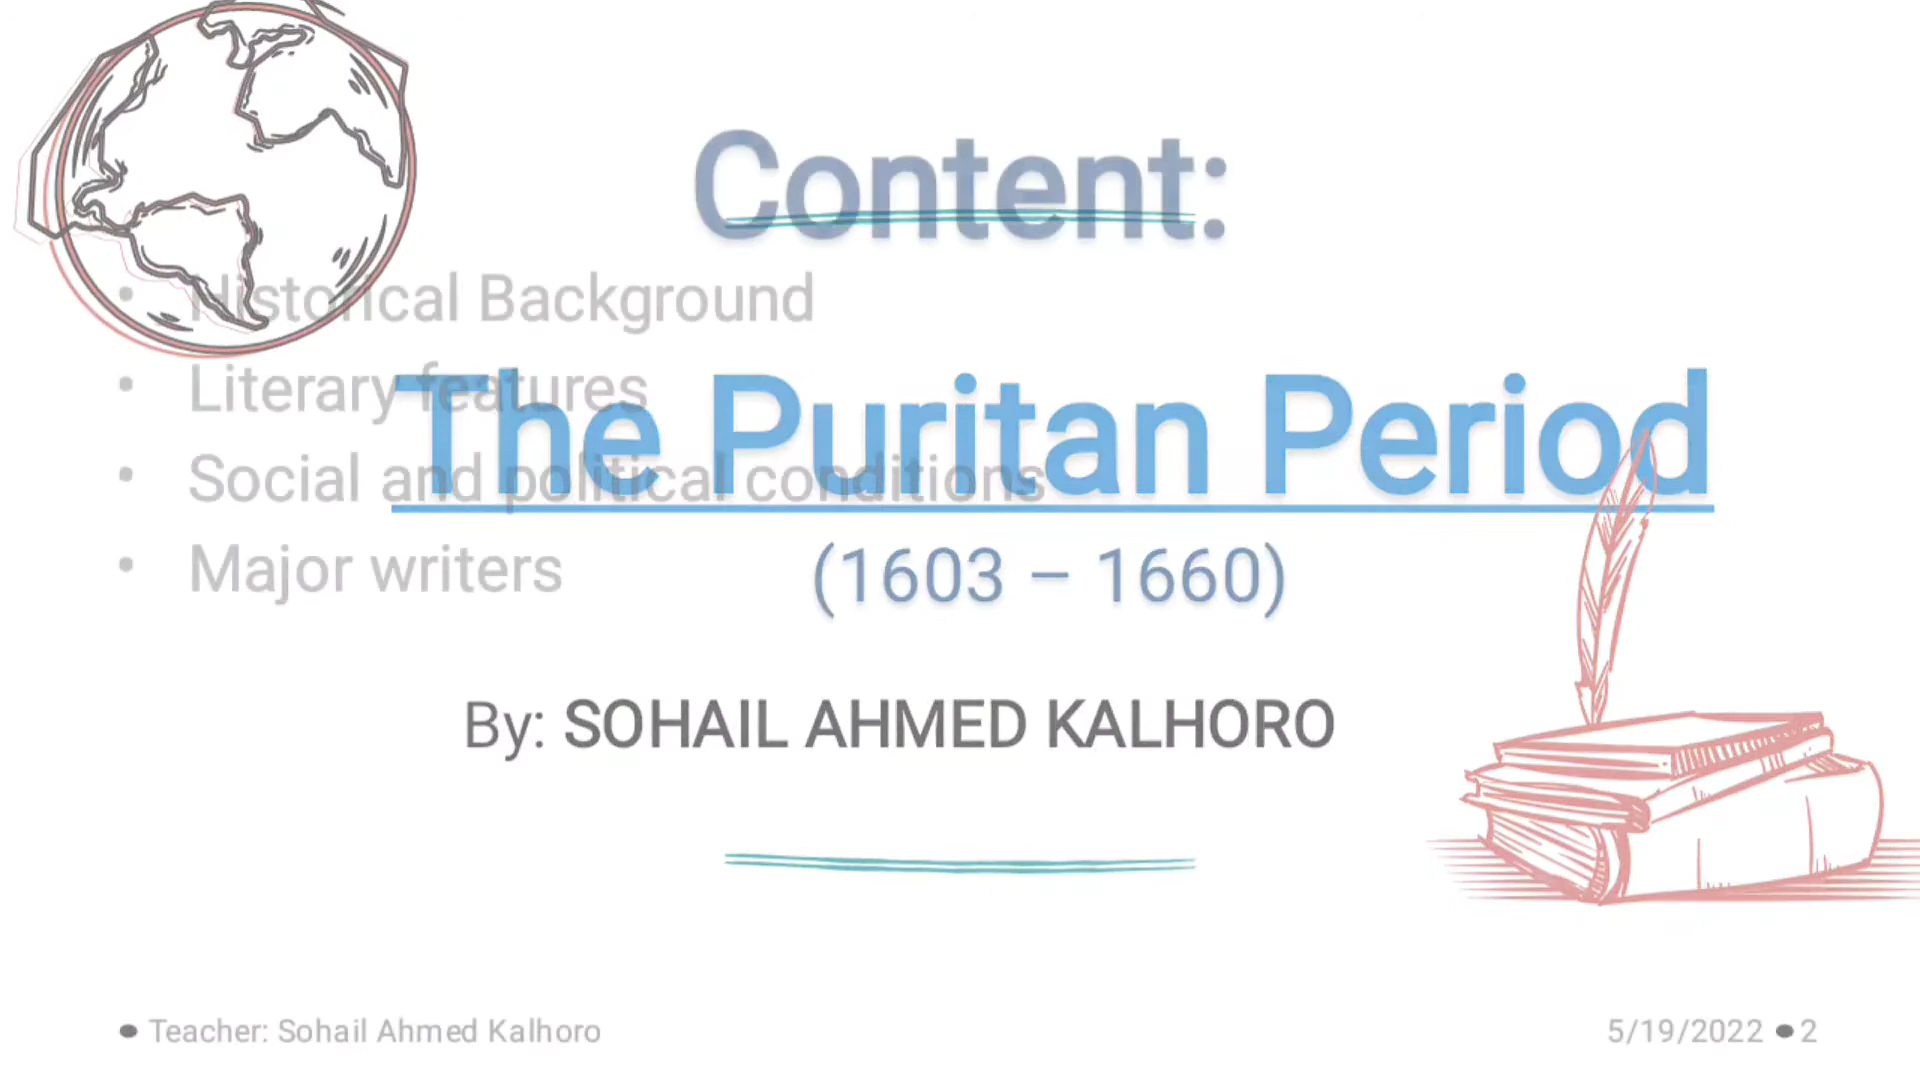 Content:
• Historical Background
• Literary features
The Puritan Period
• Social and political conditions
• Major writers
(1603 – 1660)
By: SOHAIL AHMED KALHORO
Teacher: Sohail Ahmed Kalhoro
5/19/2022 2